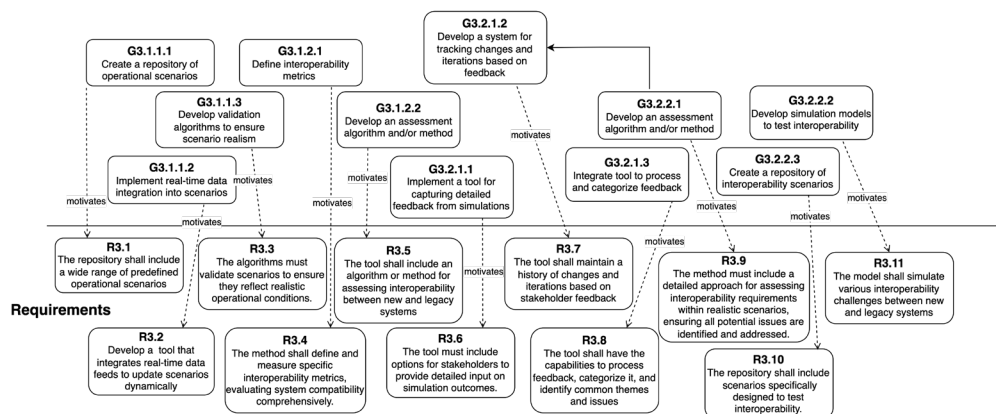 G3.2.1.2
Develop a system for
tracking changes and
iterations based on
feedback
G3.1.1.1
Create a repository of
operational scenarios
G3.1.2.1
Define interoperability
metrics
G3.1.1.3
Develop validation
algorithms to ensure
scenario realism
G3.1.2.2
Develop an assessment
algorithm and/or method
G3.2.2.1
Develop an assessment
algorithm and/or method
G3.2.2.2
Develop simulation models
to test interoperability
G3.1.1.2
Implement real-time data
integration into scenarios
G3.2.1.1
Implement a tool for
capturing detailed
feedback from simulations
G3.2.1.3
Integrate tool to process
and categorize feedback
G3.2.2.3
Create a repository of
interoperability scenarios
motivates
motivates
motivates
motivates
motivates
motivates
motivates
motivates
motivates
motivates
motivates
R3.1
The repository shall include
a wide range of predefined
operational scenarios
R3.3
The algorithms must
validate scenarios to ensure
they reflect realistic
operational conditions.
R3.5
The tool shall include an
algorithm or method for
assessing interoperability
between new and legacy
systems
R3.7
The tool shall maintain a
history of changes and
iterations based on
stakeholder feedback
R3.9
The method must include a
detailed approach for assessing
interoperability requirements
within realistic scenarios,
ensuring all potential issues are
identified and addressed.
R3.11
The model shall simulate
various interoperability
challenges between new
and legacy systems
Requirements
R3.2
Develop a tool that
integrates real-time data
feeds to update scenarios
dynamically
R3.4
The method shall define and
measure specific
interoperability metrics,
evaluating system compatibility
comprehensively.
R3.6
The tool must include
options for stakeholders to
provide detailed input on
simulation outcomes.
R3.8
The tool shall have the
capabilities to process
feedback, categorize it, and
identify common themes
and issues
R3.10
The repository shall include
scenarios specifically
designed to test
interoperability.